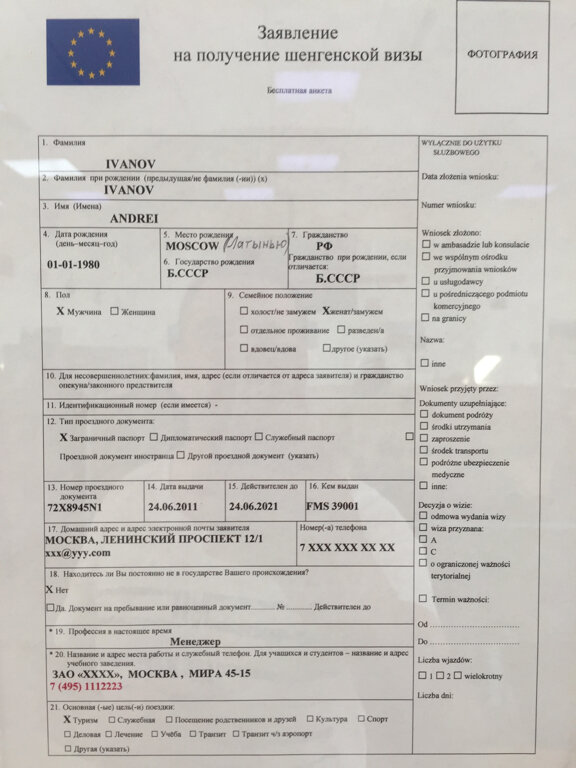 Заявление
на получение шенгенской визы
Бесплатная анкета
ФОТОГРАФИЯ
1. Фамилия
IVANOV
2. Фамилия при рождении (предыдущая/не фамилия (-ии)) (x)
IVANOV
3. Имя (Имена)
ANDREI
4. Дата рождения
(день–месяц–год)
01-01-1980
5. Место рождения
MOSCOW (Латынью)
6. Государство рождения
Б.СССР
7. Гражданство
РФ
Гражданство при рождении, если
отличается:
Б.СССР
8. Пол
X Мужчина Женщина
9. Семейное положение
холост/не замужем Xженат/замужем
отдельное проживание разведен/а
вдовец/вдова другое (указать)
10. Для несовершеннолетних:фамилия, имя, адрес (если отличается от адреса заявителя) и гражданство
опекуна/законного предствителя
11. Идентификационный номер (если имеется) -
12. Тип проездного документа:
X Заграничный паспорт Дипломатический паспорт Служебный паспорт
Проездной документ иностранца Другой проездной документ (указать)
13. Номер проездного
документа
72X8945N1
14. Дата выдачи
24.06.2011
15. Действителен до
24.06.2021
16. Кем выдан
FMS 39001
17. Домашний адрес и адрес электронной почты заявителя
МОСКВА, ЛЕНИНСКИЙ ПРОСПЕКТ 12/1
xxx@yyy.com
Номер(-а) телефона
7 XXX XXX XX XX
18. Находитесь ли Вы постоянно не в государстве Вашего происхождения?
X Нет
Да. Документ на пребывание или равноценный документ........... № ........ Действителен до
* 19. Профессия в настоящее время
Менеджер
* 20. Название и адрес места работы и служебный телефон. Для учащихся и студентов – название и адрес
учебного заведения.
ЗАО «XXXX», МОСКВА , МИРА 45-15
7 (495) 1112223
21. Основная (-ые) цель(-и) поездки:
X Туризм Служебная Посещение родственников и друзей Культура Спорт
Деловая Лечение Учёба Транзит Транзит ч/з аэропорт
Другая (указать)
WYŁĄCZNIE DO UŻYTKU
SŁUŻBOWEGO
Data złożenia wniosku:
Numer wniosku:
Wniosek złożono:
w ambasadzie lub konsulacie
we wspólnym ośrodku
przyjmowania wniosków
u usługodawcy
u pośredniczącego podmiotu
komercyjnego
na granicy
Nazwa:
inne
Wniosek przyjęty przez:
Dokumenty uzupełniające:
dokument podróży
środki utrzymania
zaproszenie
środek transportu
podróżne ubezpieczenie
medyczne
inne:
Decyzja o wizie:
odmowa wydania wizy
wiza przyznana:
A
C
o ograniczonej ważności
terytorialnej
Termin ważności:
Od
Do
Liczba wjazdów:
1 2 wielokrotny
Liczba dni: